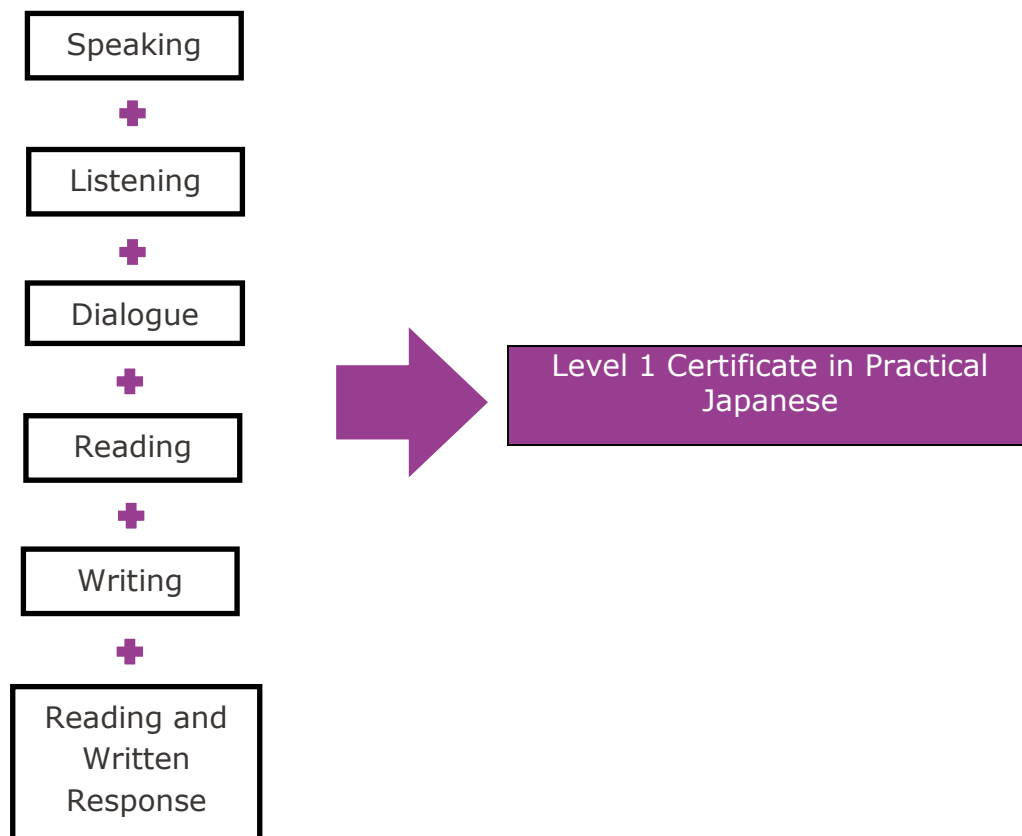 Speaking
Listening
Dialogue
Reading
Writing
Reading and
Written
Response
Level 1 Certificate in Practical
Japanese